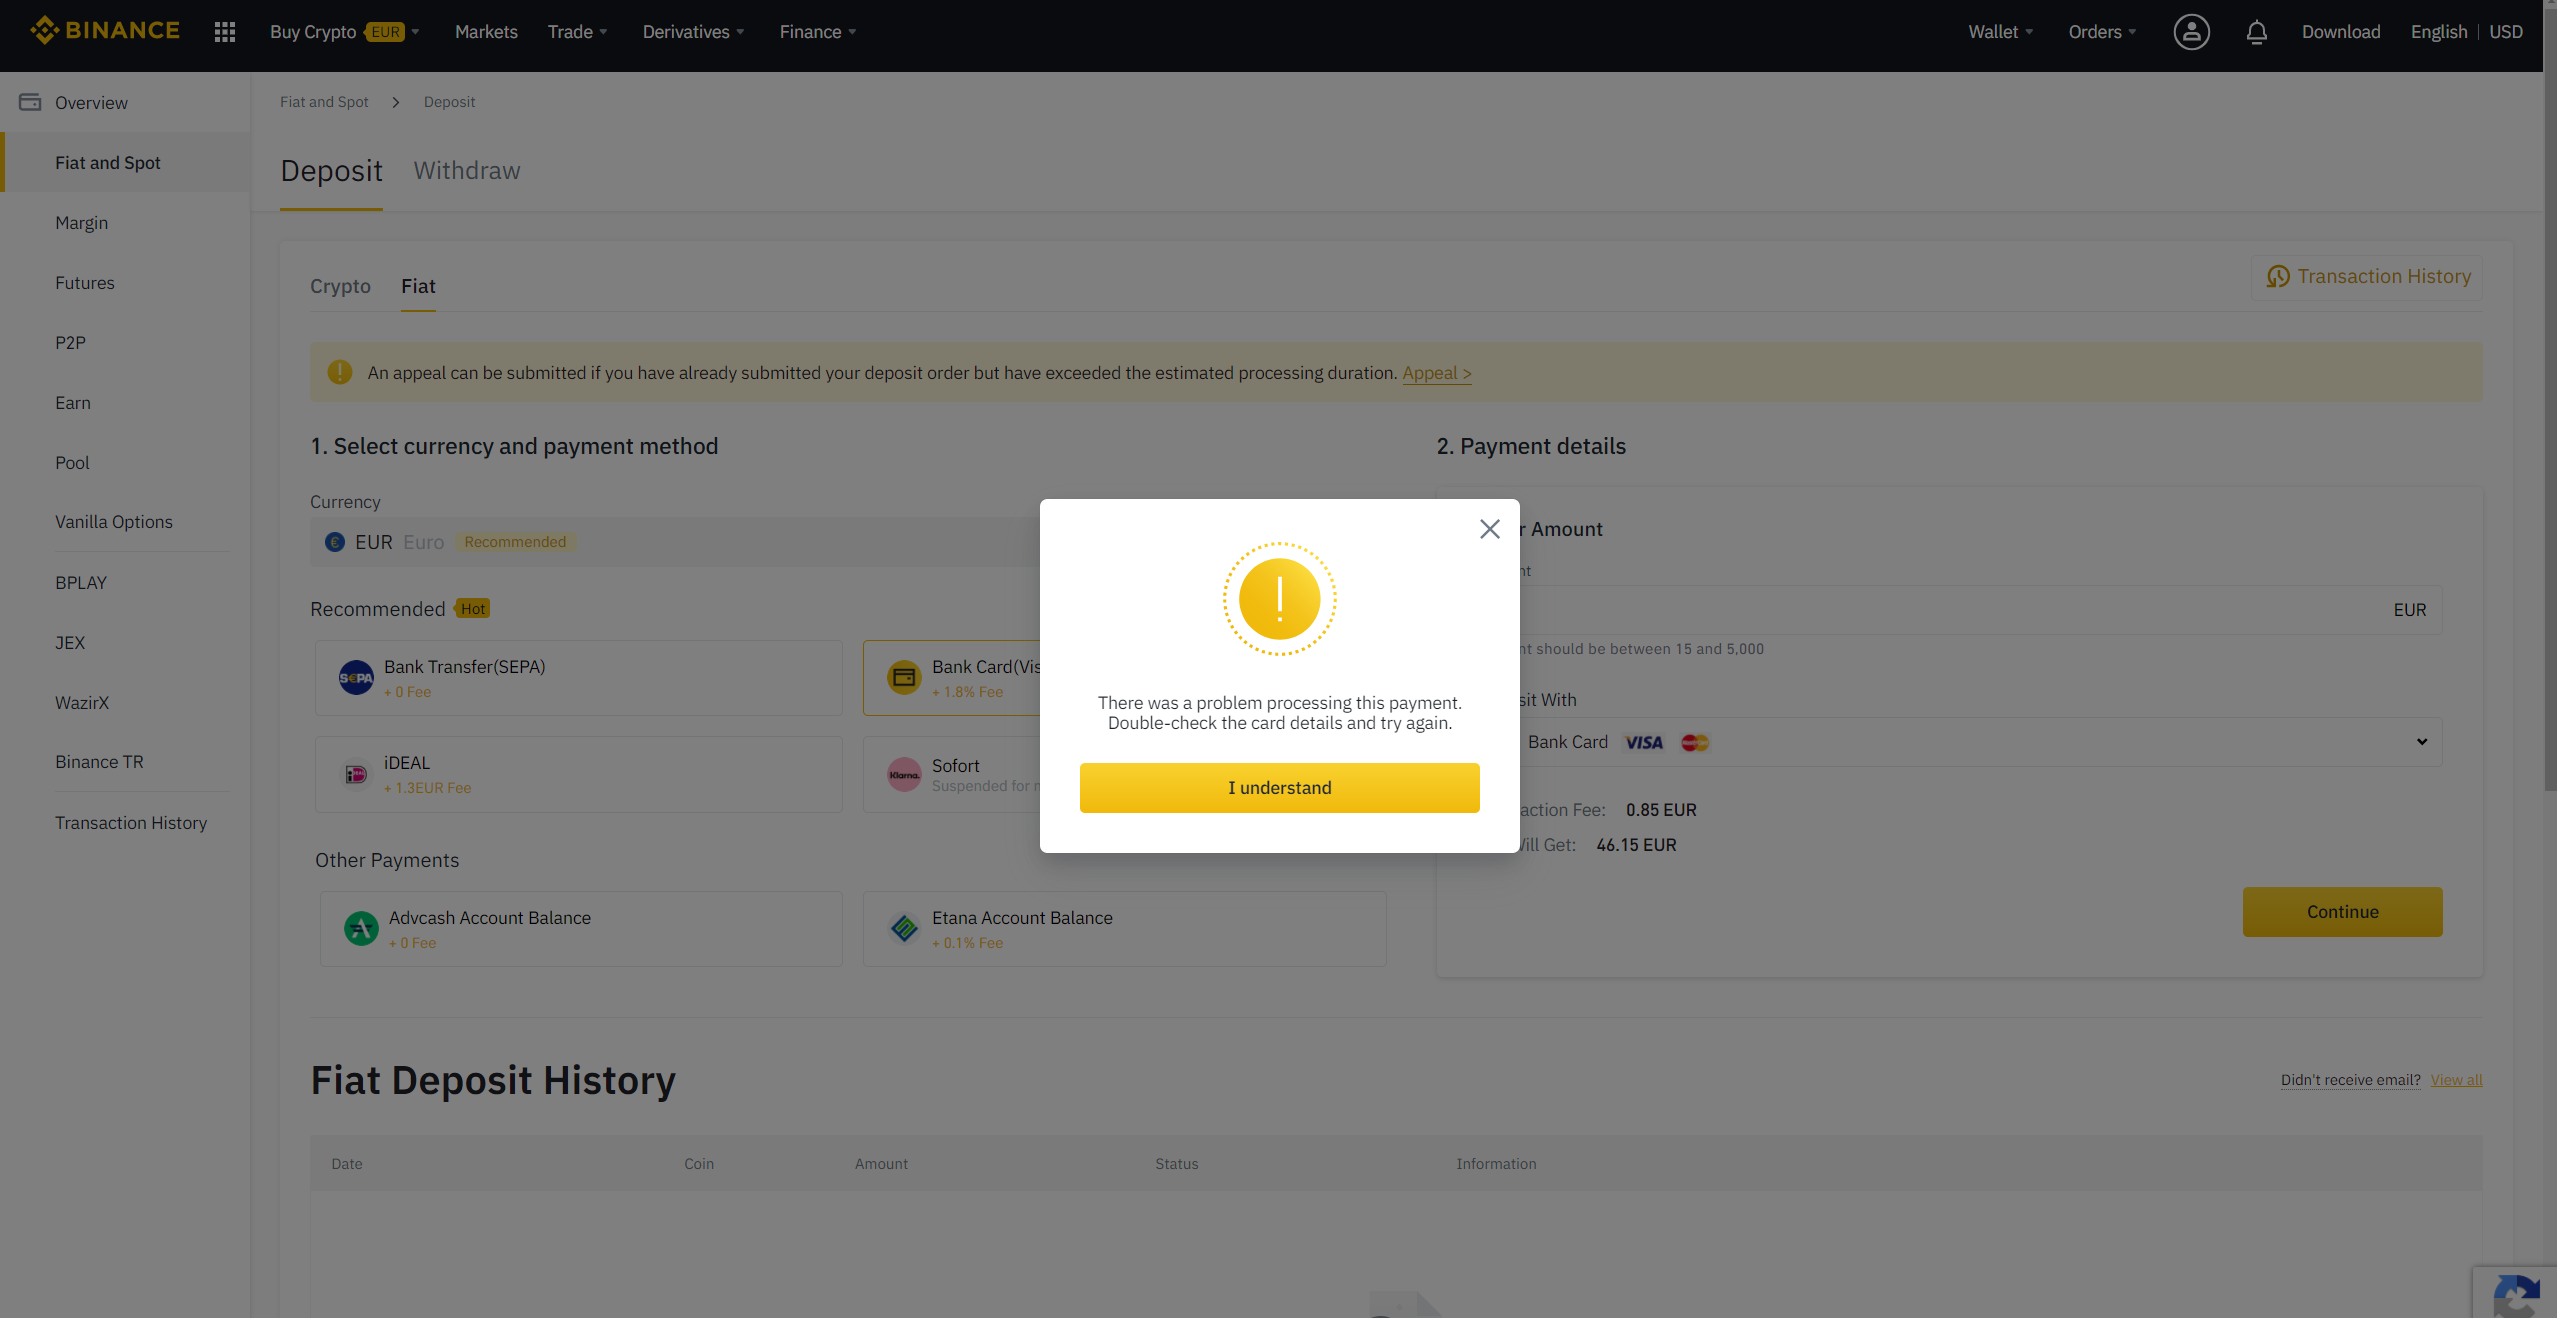 BINANCE
Buy Crypto EUR Markets Trade Derivatives Finance Wallet Orders Download English | USD
Overview
Fiat and Spot
Margin
Futures
P2P
Earn
Pool
Vanilla Options
BPLAY
JEX
WazirX
Binance TR
Transaction History
Fiat and Spot > Deposit
Deposit Withdraw
Crypto Fiat
Transaction History
An appeal can be submitted if you have already submitted your deposit order but have exceeded the estimated processing duration. Appeal >
1. Select currency and payment method
Currency
EUR Euro Recommended
Recommended Hot
Bank Transfer(SEPA)
+ 0 Fee
Bank Card(Vis
+ 1.8% Fee
iDEAL
+ 1.3EUR Fee
Klarna.
Sofort
Suspended for
Other Payments
Advcash Account Balance
+ 0 Fee
Etana Account Balance
+ 0.1% Fee
2. Payment details
Amount
EUR
should be between 15 and 5,000
With
Bank Card VISA
Fee: 0.85 EUR
Get: 46.15 EUR
Continue
There was a problem processing this payment.
Double-check the card details and try again.
I understand
Fiat Deposit History
Didn't receive email? View all
Date Coin Amount Status Information